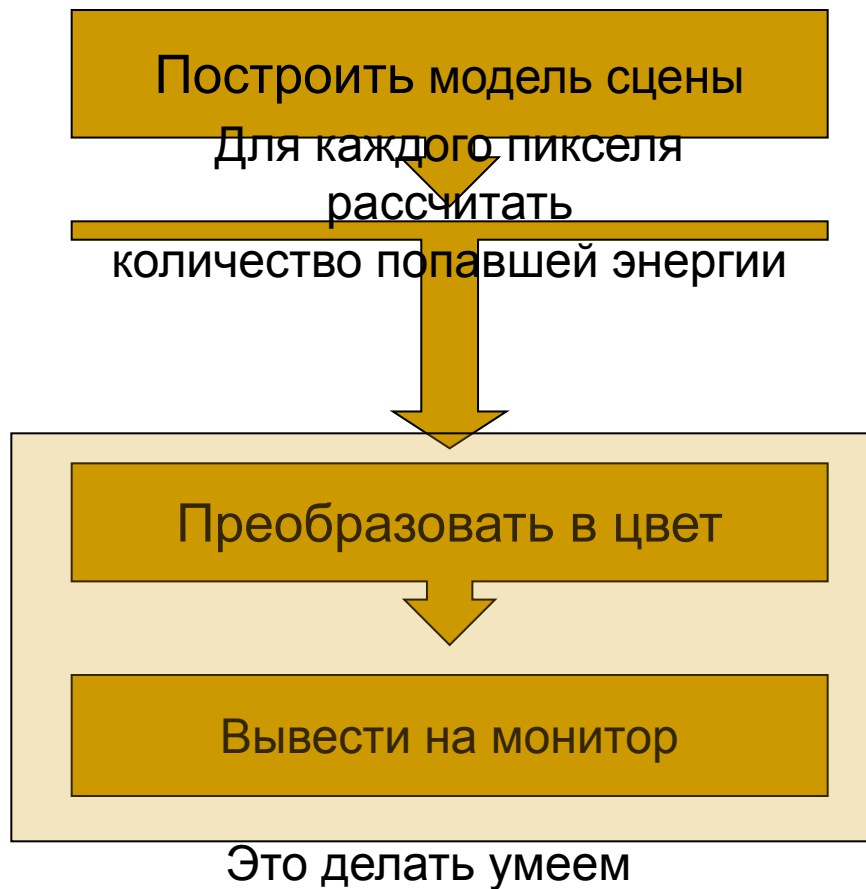 Построить модель сцены
Для каждого пикселя
рассчитать
количество попавшей энергии
Преобразовать в цвет
Вывести на монитор
Это делать умеем